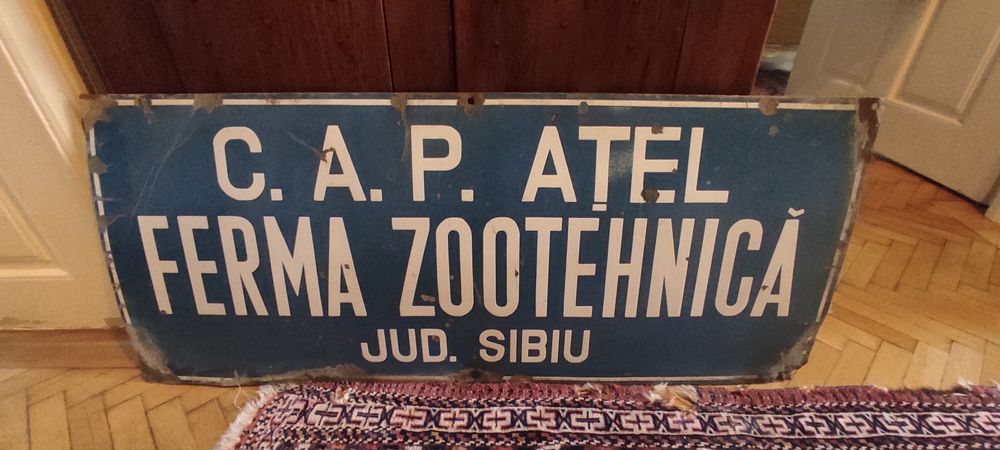 C. A. P. AȚEL
FERMA ZOOTEHNICĂ
JUD. SIBIU